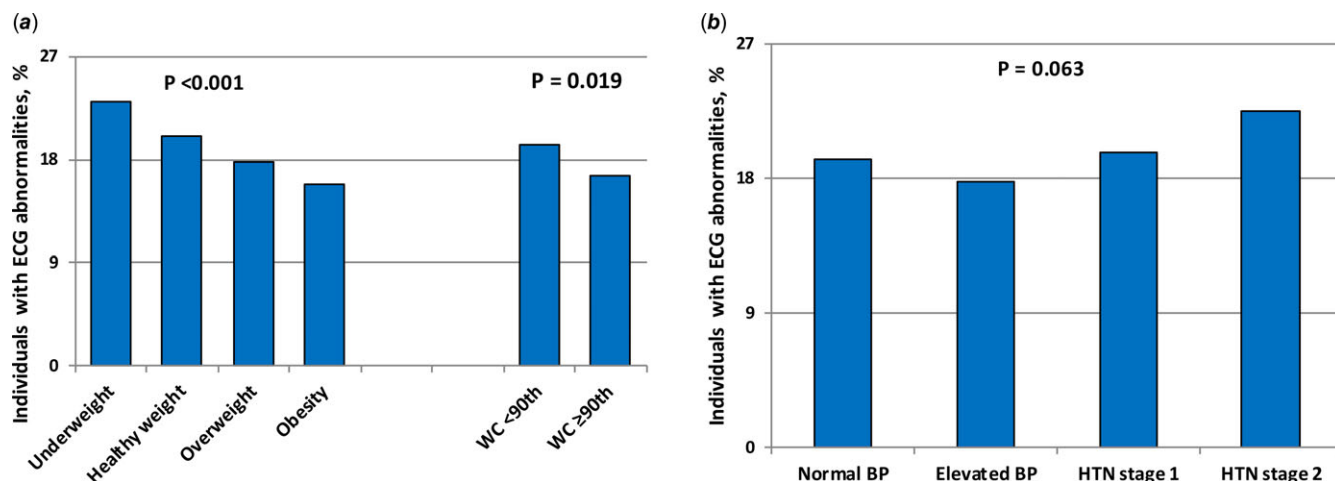 (a)
Individuals with ECG abnormalities, %
27
18
9
0
P <0.001
P = 0.019
Underweight
Healthy weight
Overweight
Obesity
WC <90th
WC ≥90th
(b)
Individuals with ECG abnormalities, %
27
18
9
0
P = 0.063
Normal BP
Elevated BP
HTN stage 1
HTN stage 2